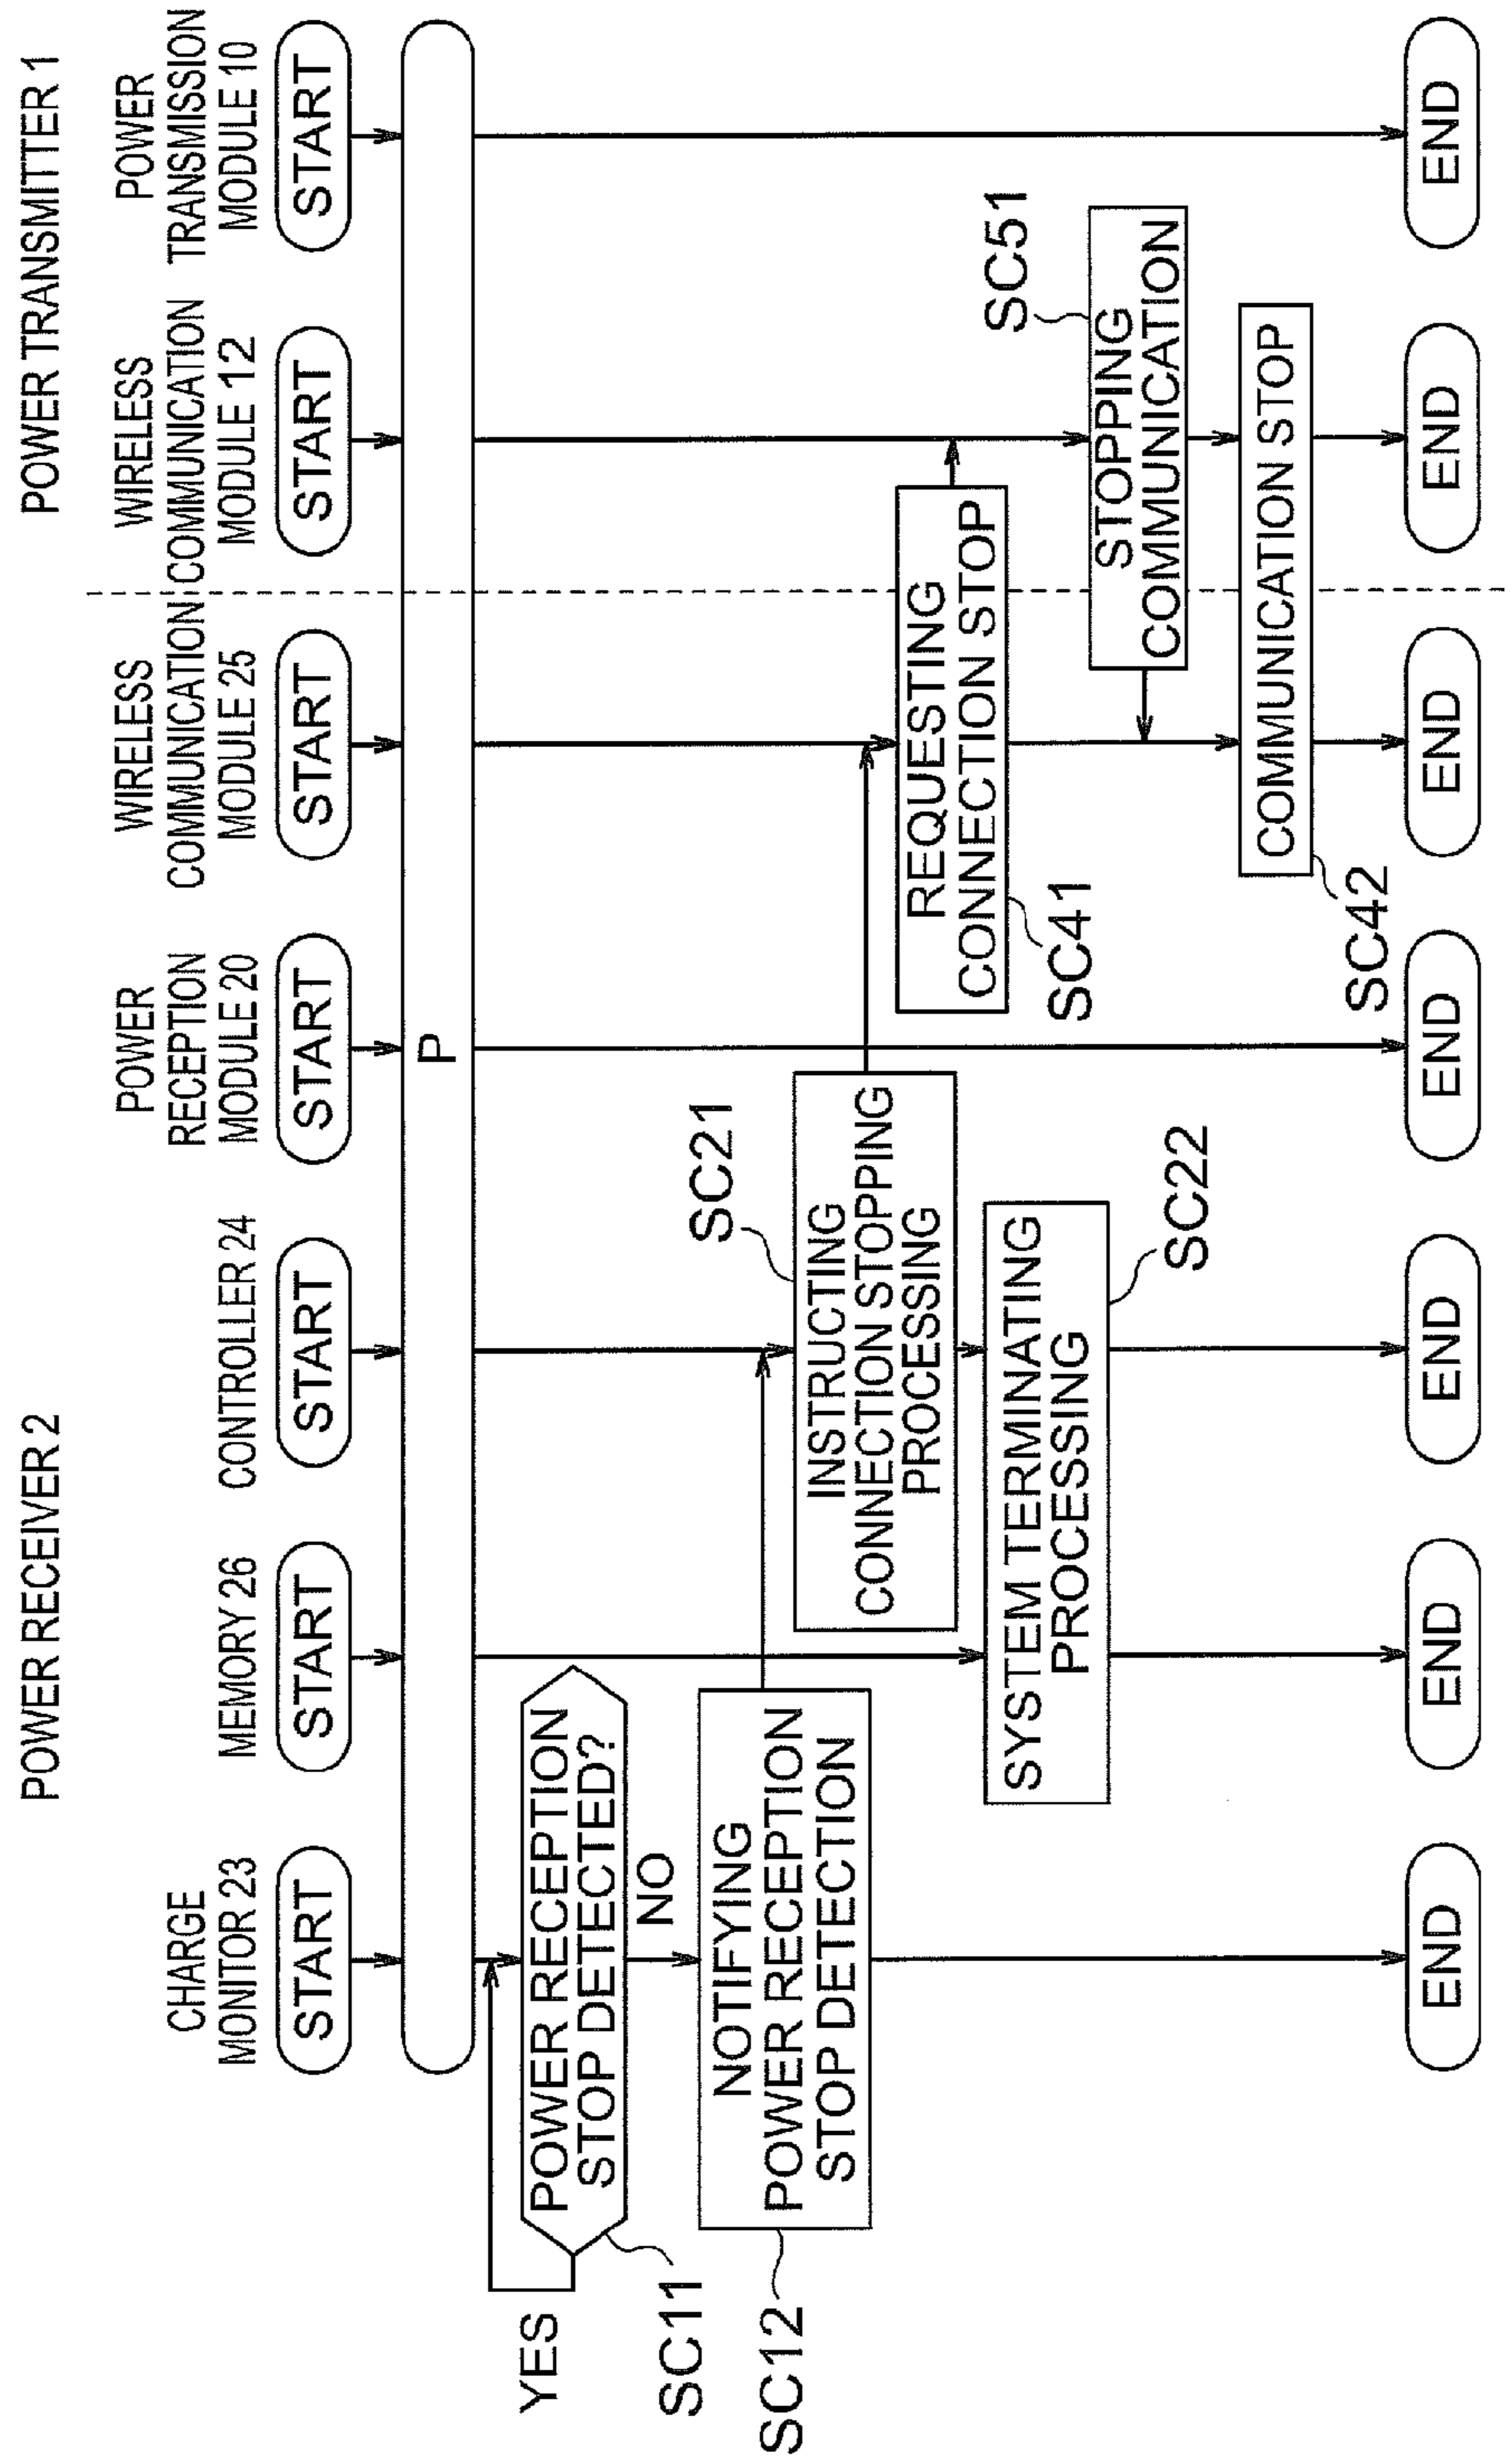 POWER RECEIVER 2
POWER TRANSMITTER 1
CHARGE
MONITOR 23
MEMORY 26
CONTROLLER 24
POWER
RECEPTION
MODULE 20
WIRELESS
COMMUNICATION
MODULE 25
WIRELESS
COMMUNICATION
MODULE 12
POWER
TRANSMISSION
MODULE 10
START
START
START
START
START
START
START
P
YES
POWER RECEPTION
STOP DETECTED?
SC11
NO
NOTIFYING
POWER RECEPTION
STOP DETECTION
SC12
SC21
INSTRUCTING
CONNECTION STOPPING
PROCESSING
REQUESTING
CONNECTION STOP
SC41
SYSTEM TERMINATING
PROCESSING
SC22
SC51
STOPPING
COMMUNICATION
COMMUNICATION STOP
SC42
END
END
END
END
END
END
END